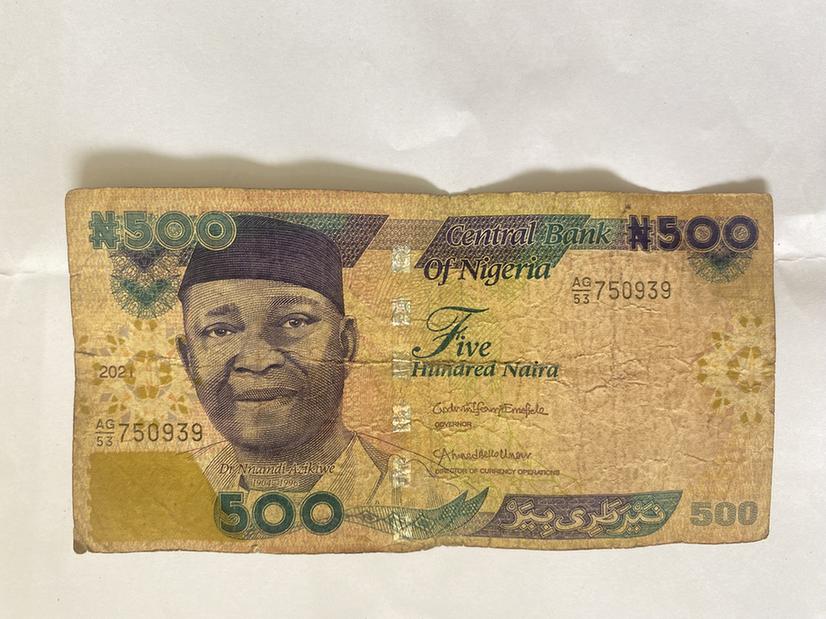 ₦500
Central Bank
₦500
Of Nigeria
AG
53 750939
Five
Hundred Naira
2021
AG
53 750939
GOVERNOR
DIRECTOR OF CURRENCY OPERATIONS
Dr Nnamdi Azikiwe
1904-1996
500
نَيْرَ طَرِى بِيَرْ
500